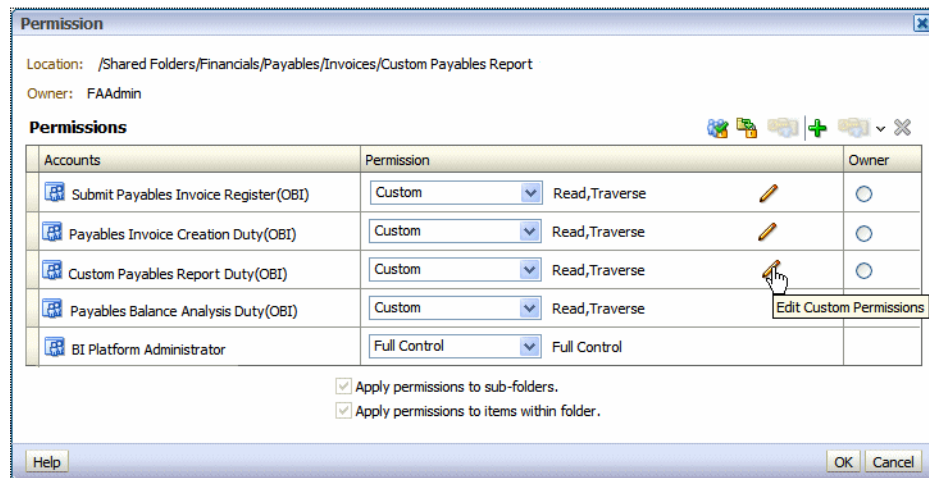 Permission
Location: /Shared Folders/Financials/Payables/Invoices/Custom Payables Report
Owner: FAAdmin
Permissions
Accounts Permission Owner
Submit Payables Invoice Register(OBI) Custom Read,Traverse
Payables Invoice Creation Duty(OBI) Custom Read,Traverse
Custom Payables Report Duty(OBI) Custom Read,Traverse
Payables Balance Analysis Duty(OBI) Custom Read,Traverse Edit Custom Permissions
BI Platform Administrator Full Control Full Control
Apply permissions to sub-folders.
Apply permissions to items within folder.
Help OK Cancel